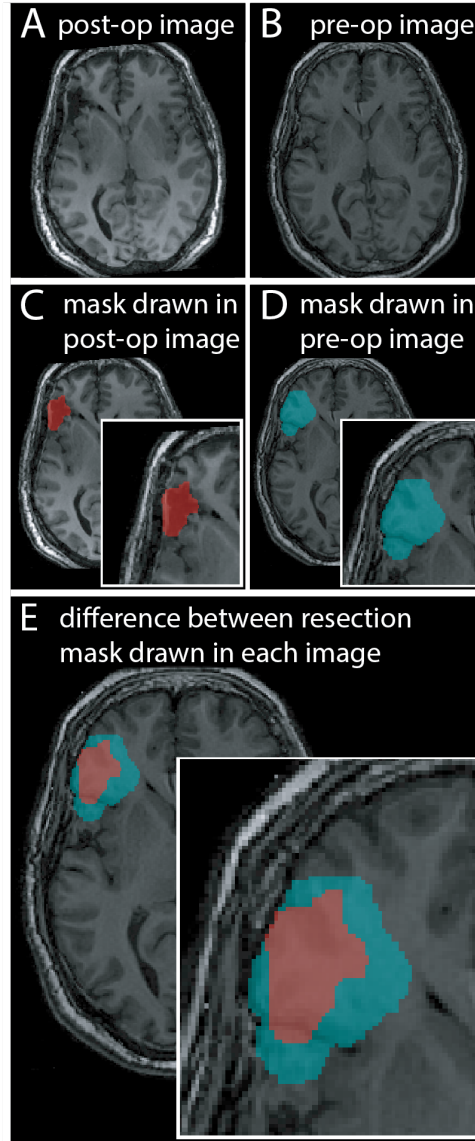 A post-op image
B pre-op image
C mask drawn in
post-op image
D mask drawn in
pre-op image
E difference between resection
mask drawn in each image